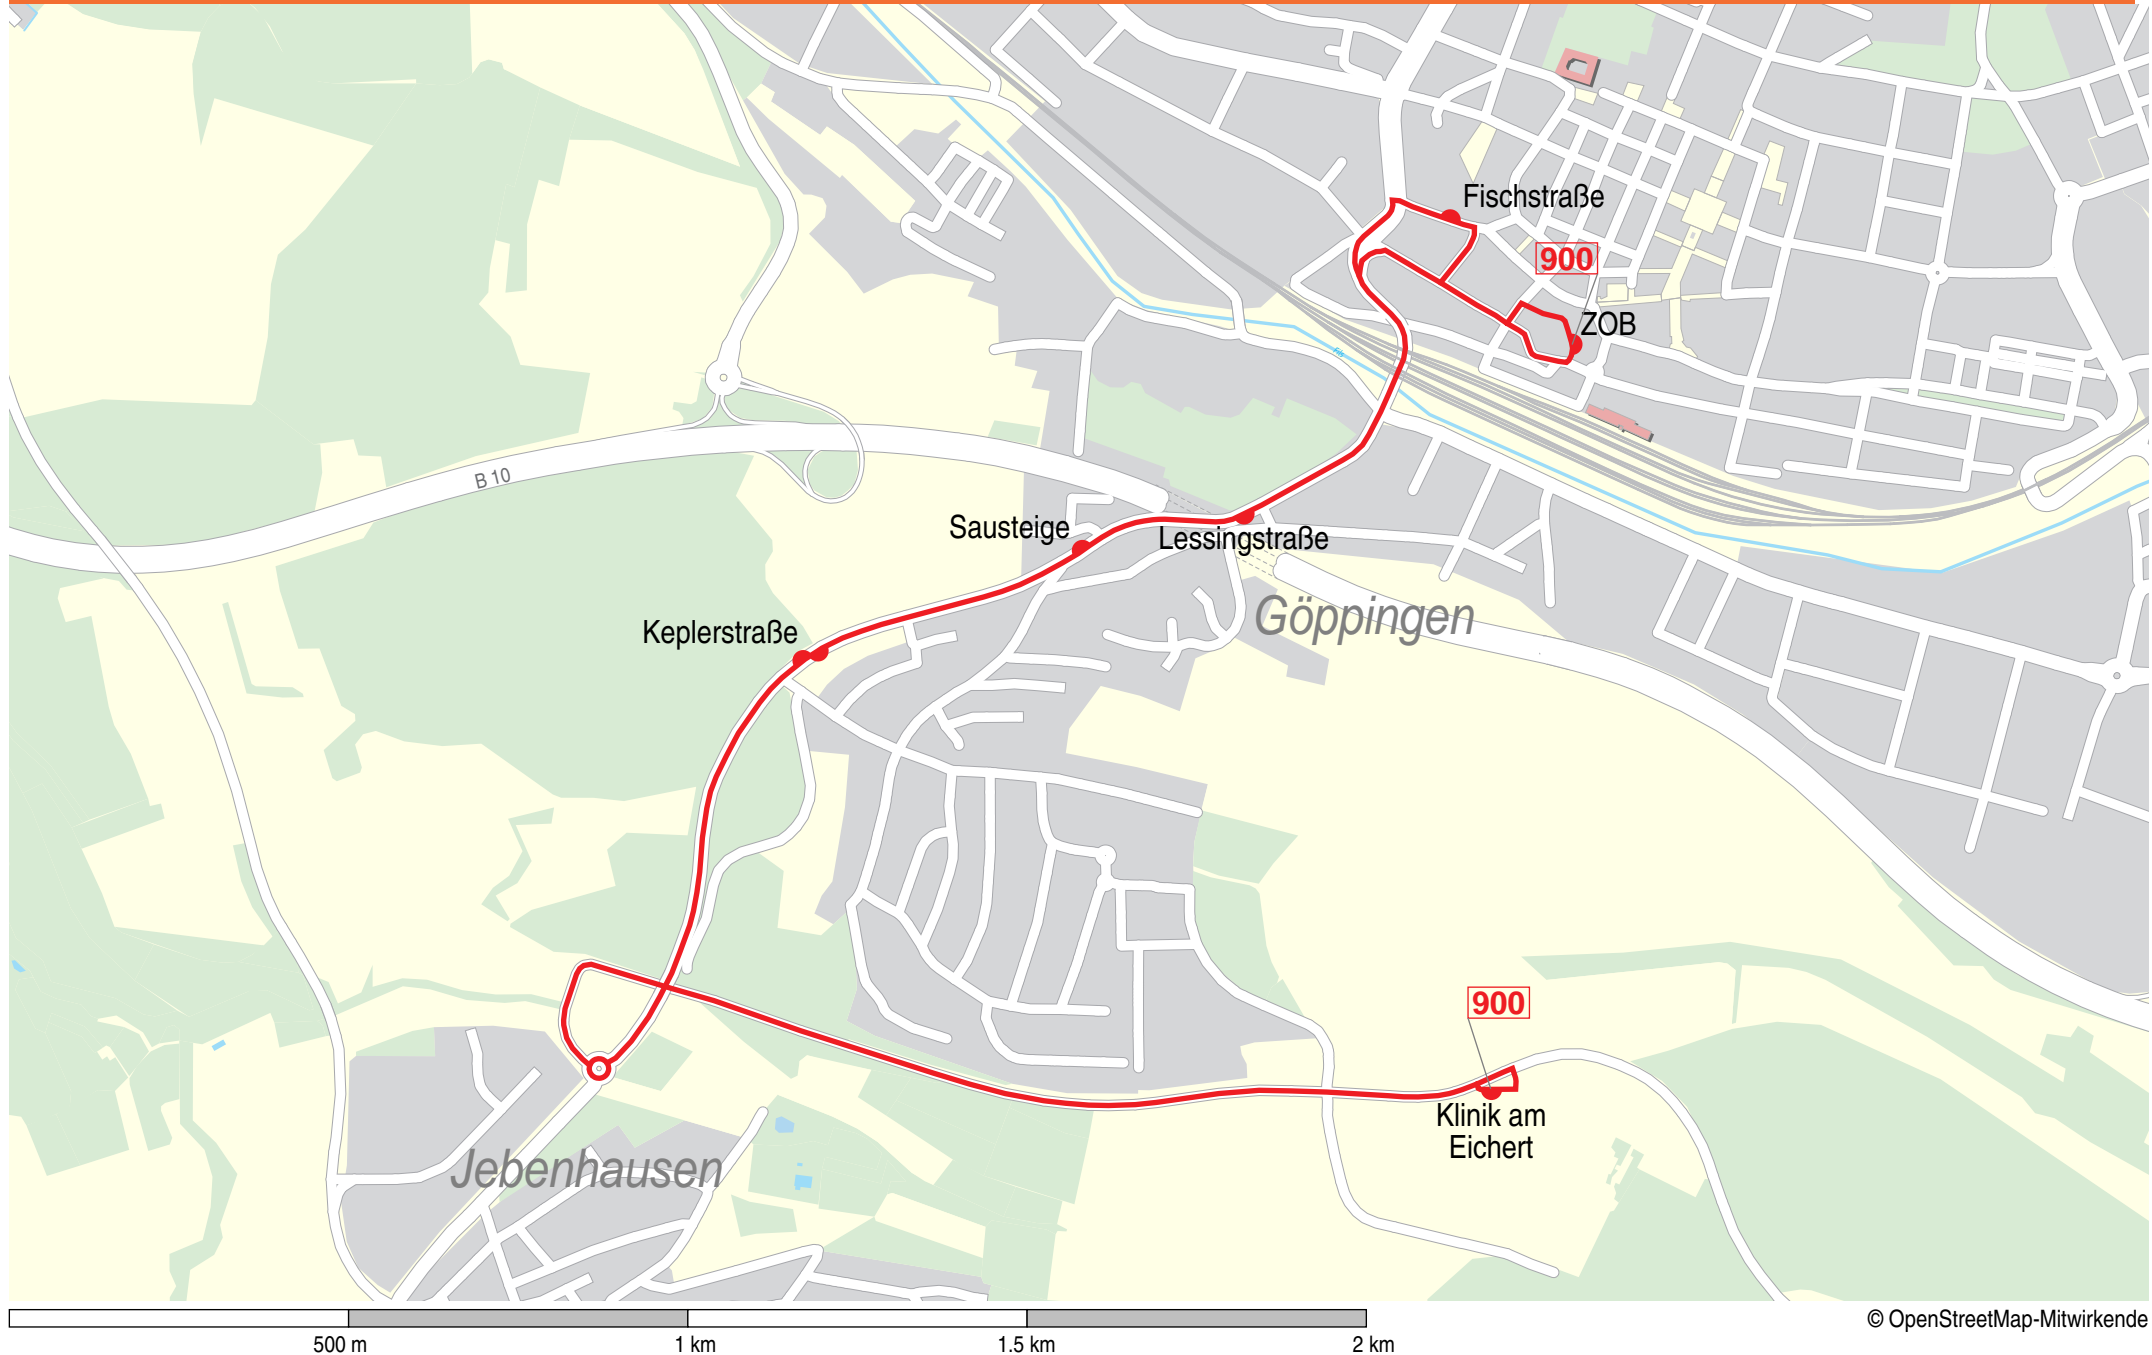 Fischstraße
900
ZOB
Fils
B 10
Sausteige
Lessingstraße
Göppingen
Keplerstraße
900
Klinik am
Eichert
Jebenhausen
500 m
1 km
1.5 km
2 km
© OpenStreetMap-Mitwirkende